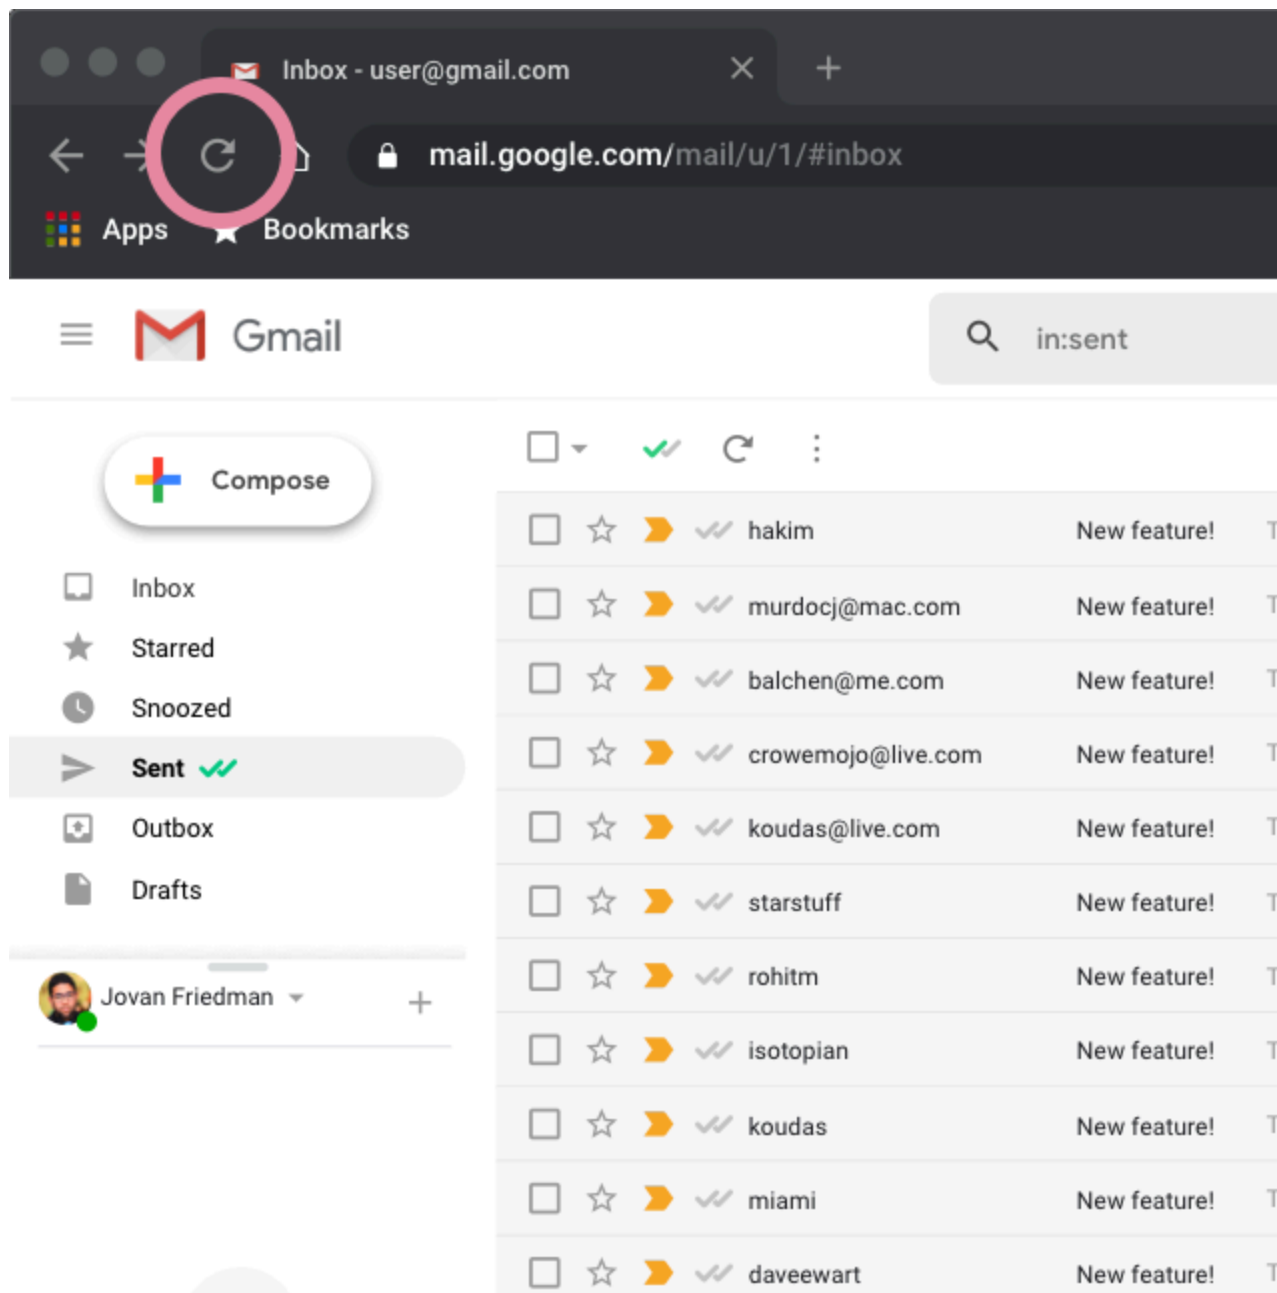 Inbox - user@gmail.com
mail.google.com/mail/u/1/#inbox
Apps Bookmarks
Gmail
in:sent
Compose
Inbox
Starred
Snoozed
Sent
Outbox
Drafts
Jovan Friedman
hakim New feature! T
murdocj@mac.com New feature! T
balchen@me.com New feature! T
crowemojo@live.com New feature! T
koudas@live.com New feature! T
starstuff New feature! T
rohitm New feature! T
isotopian New feature! T
koudas New feature! T
miami New feature! T
daveewart New feature! T